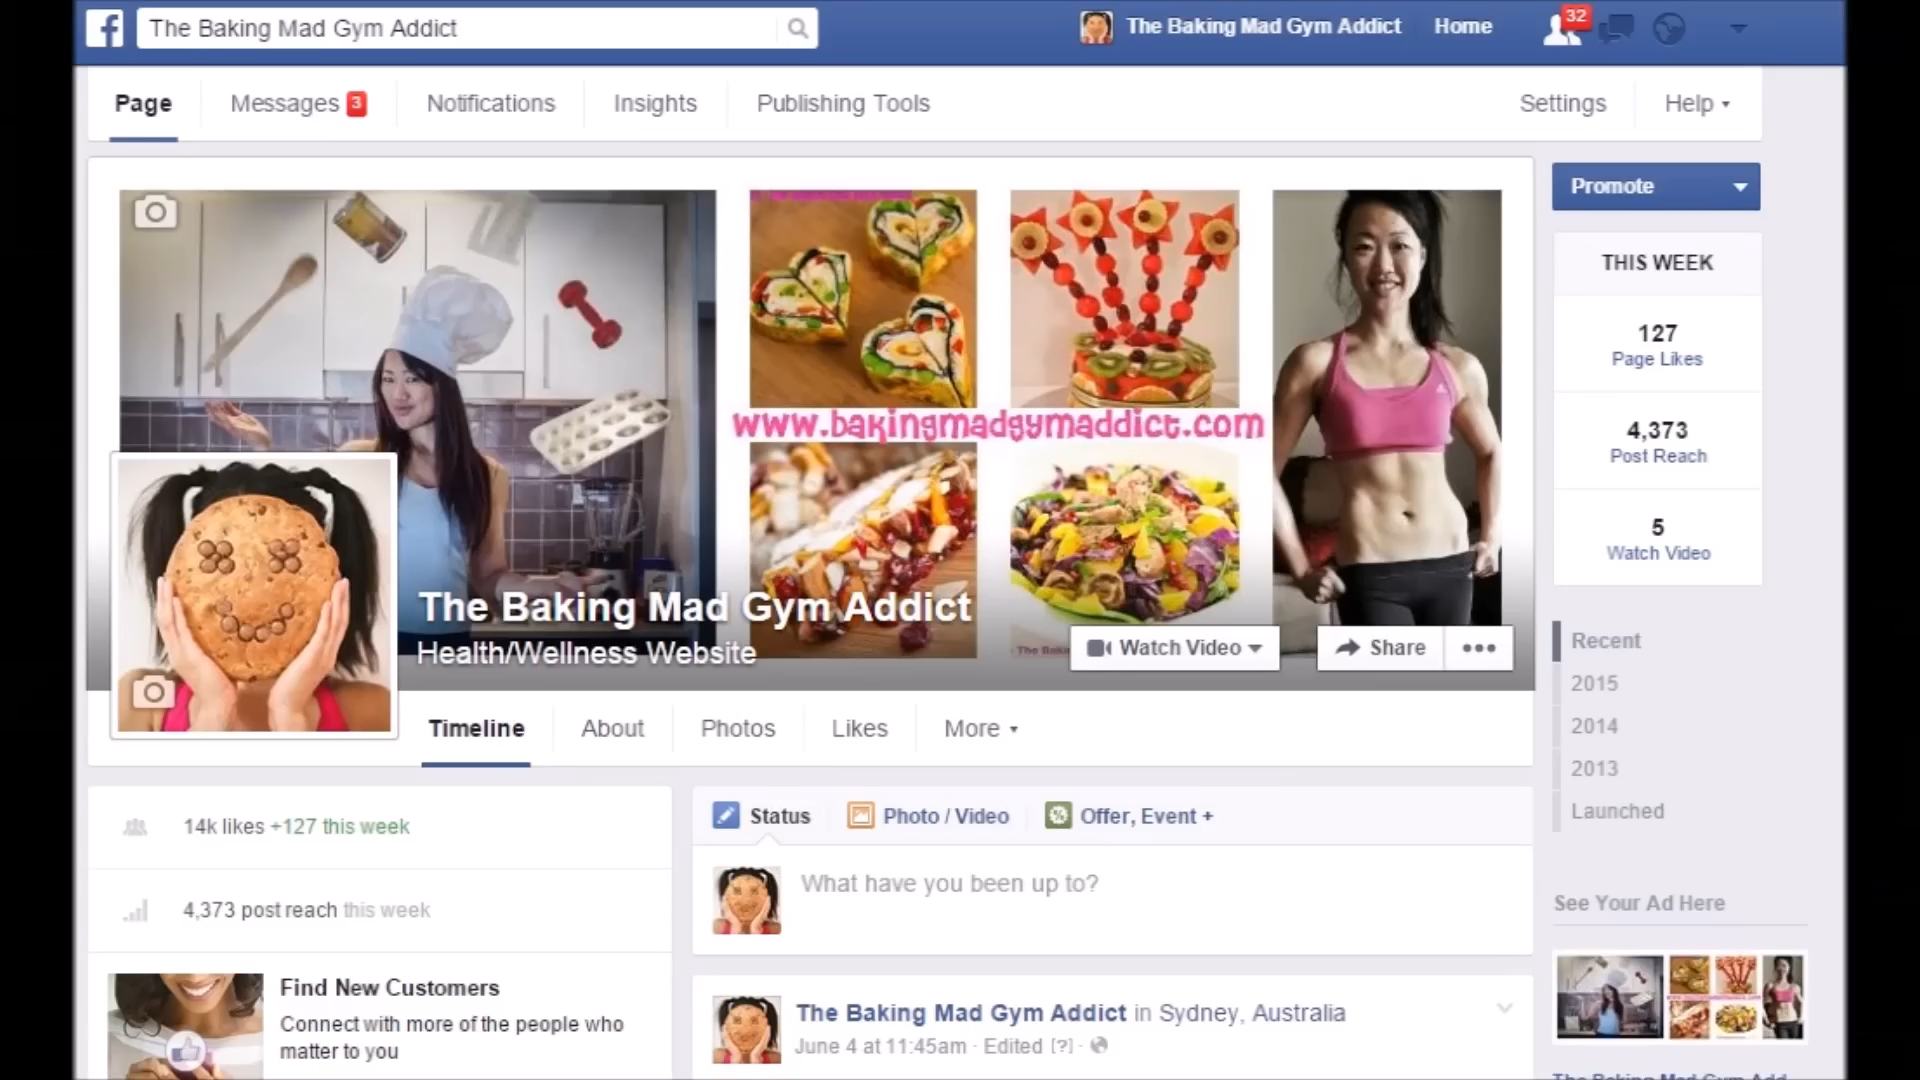 The Baking Mad Gym Addict
The Baking Mad Gym Addict
Home
32
Page
Messages 3
Notifications
Insights
Publishing Tools
Settings
Help
www.bakingmadgymaddict.com
The Baking Mad Gym Addict
Health/Wellness Website
Watch Video
Share
Promote
THIS WEEK
127
Page Likes
4,373
Post Reach
5
Watch Video
Recent
2015
2014
2013
Launched
See Your Ad Here
Timeline
About
Photos
Likes
More
14k likes +127 this week
4,373 post reach this week
Find New Customers
Connect with more of the people who
matter to you
Status
Photo / Video
Offer, Event +
What have you been up to?
The Baking Mad Gym Addict in Sydney, Australia
June 4 at 11:45am · Edited [?] ·